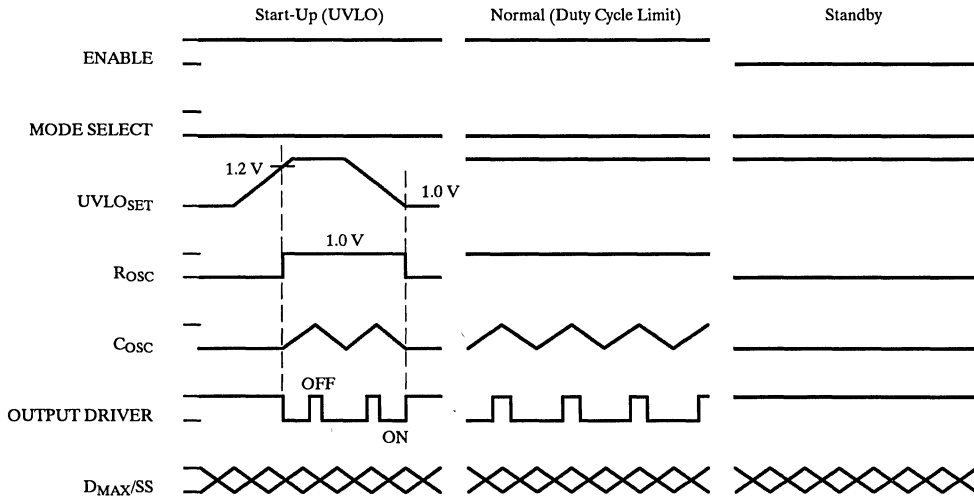 Start-Up (UVLO) Normal (Duty Cycle Limit) Standby
ENABLE
MODE SELECT
1.2 V
UVLOSET
1.0 V
1.0 V
ROSC
COSC
OFF
OUTPUT DRIVER
ON
DMAX/SS